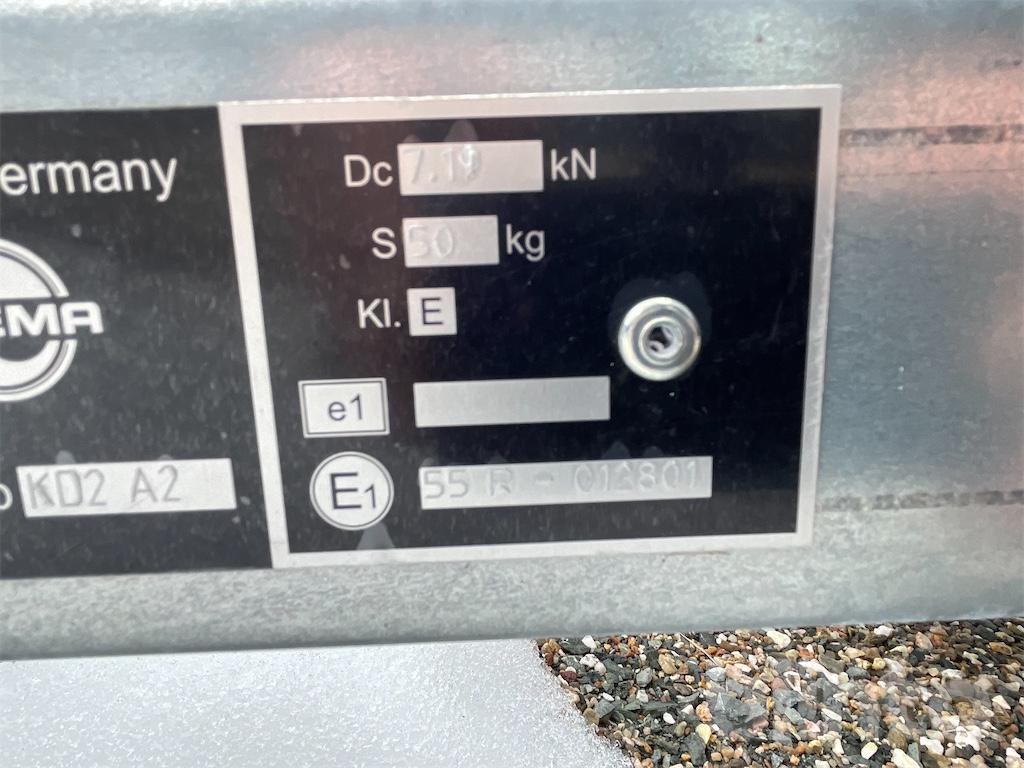 ermany
EMA
KD2 A2
Dc 7.19 kN
S 50 kg
Kl. E
e1
E1 55 R - 012801